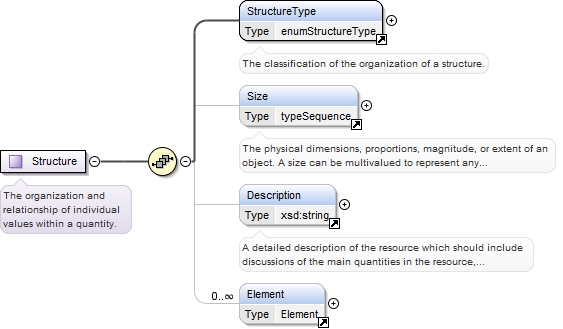 StructureType
Type enumStructureType
The classification of the organization of a structure.
Size
Type typeSequence
The physical dimensions, proportions, magnitude, or extent of an
object. A size can be multivalued to represent any...
Structure
The organization and
relationship of individual
values within a quantity.
Description
Type xsd:string
A detailed description of the resource which should include
discussions of the main quantities in the resource,...
0..∞
Element
Type Element